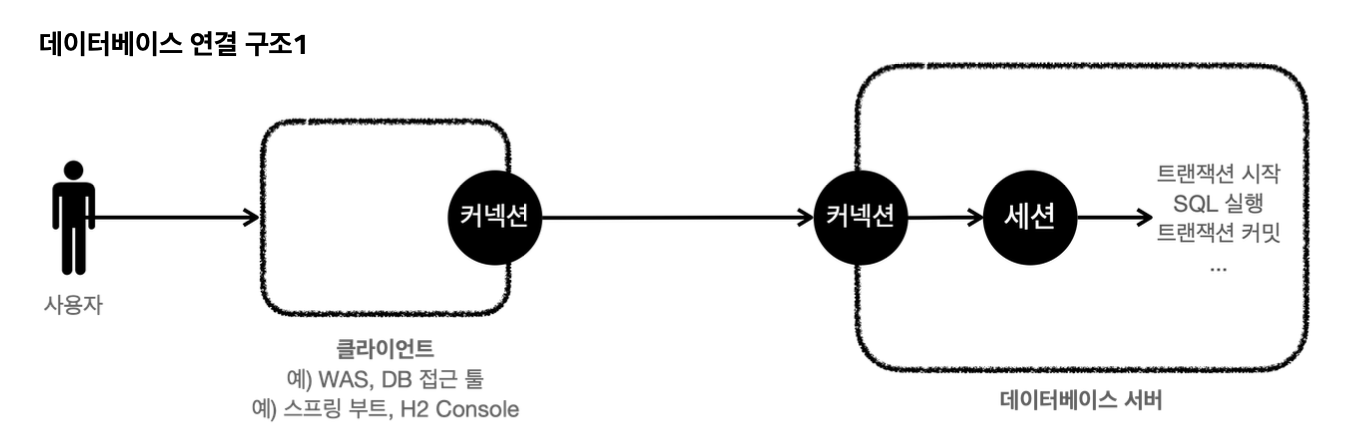 데이터베이스 연결 구조1
사용자
커넥션
클라이언트
예) WAS, DB 접근 툴
예) 스프링 부트, H2 Console
커넥션
세션
트랜잭션 시작
SQL 실행
트랜잭션 커밋
...
데이터베이스 서버